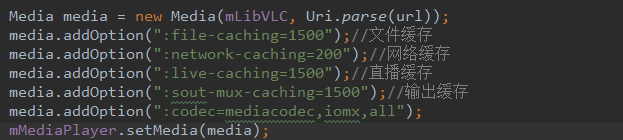 Media media = new Media(mLibVLC, Uri.parse(url));
media.addOption(":file-caching=1500");//文件缓存
media.addOption(":network-caching=200");//网络缓存
media.addOption(":live-caching=1500");//直播缓存
media.addOption(":sout-mux-caching=1500");//输出缓存
media.addOption(":codec=mediacodec,iomx,all");
mMediaPlayer.setMedia(media);